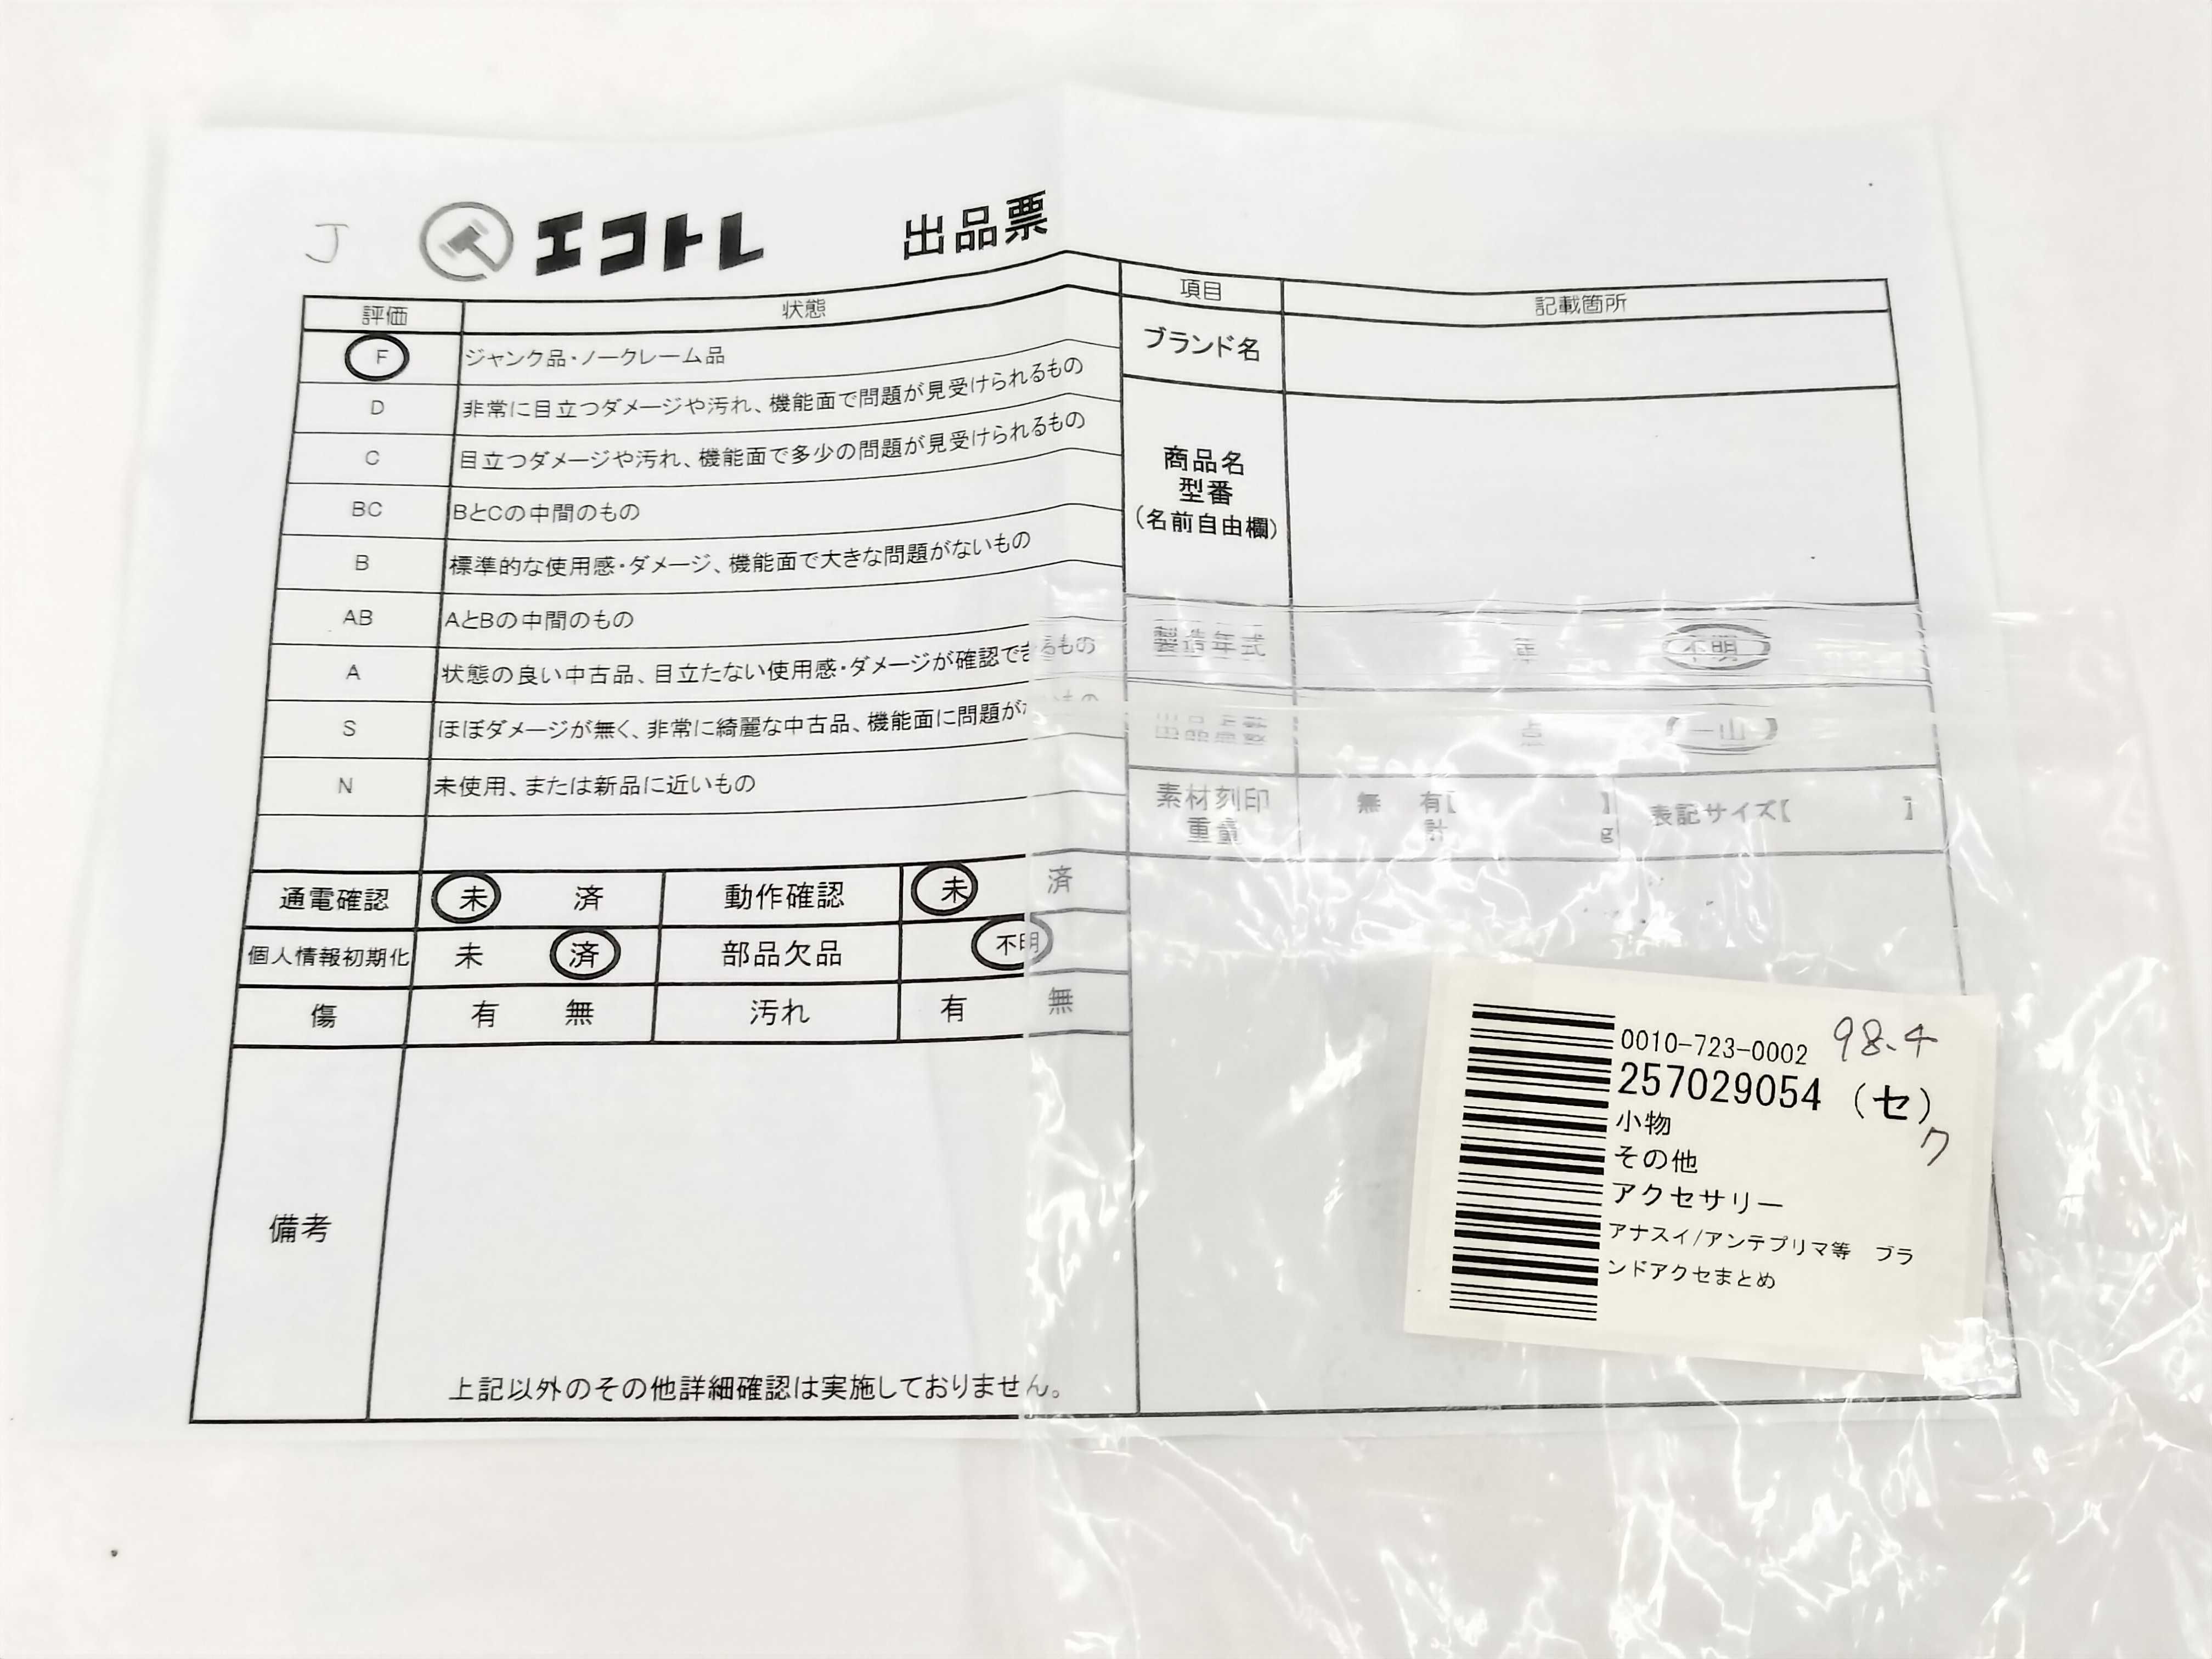 J エコトレ 出品票
評価 状態
F ジャンク品・ノークレーム品
D 非常に目立つダメージや汚れ、機能面で問題が見受けられるもの
C 目立つダメージや汚れ、機能面で多少の問題が見受けられるもの
BC BとCの中間のもの
B 標準的な使用感・ダメージ、機能面で大きな問題がないもの
AB AとBの中間のもの
A 状態の良い中古品、目立たない使用感・ダメージが確認できるもの
S ほぼダメージが無く、非常に綺麗な中古品、機能面に問題が
N 未使用、または新品に近いもの
通電確認 未 済 動作確認 未 済
個人情報初期化 未 済 部品欠品 不明
傷 有 無 汚れ 有 無
備考
上記以外のその他詳細確認は実施しておりません。
項目 記載箇所
ブランド名
商品名
型番
(名前自由欄)
製造年式 年 不明
出品点数 点 一山
素材刻印 無 有【 】 表記サイズ【 】
重量 計 g
0010-723-0002 98.4
257029054 (セ)
ク
小物
その他
アクセサリー
アナスイ/アンテプリマ等 ブラ
ンドアクセまとめ